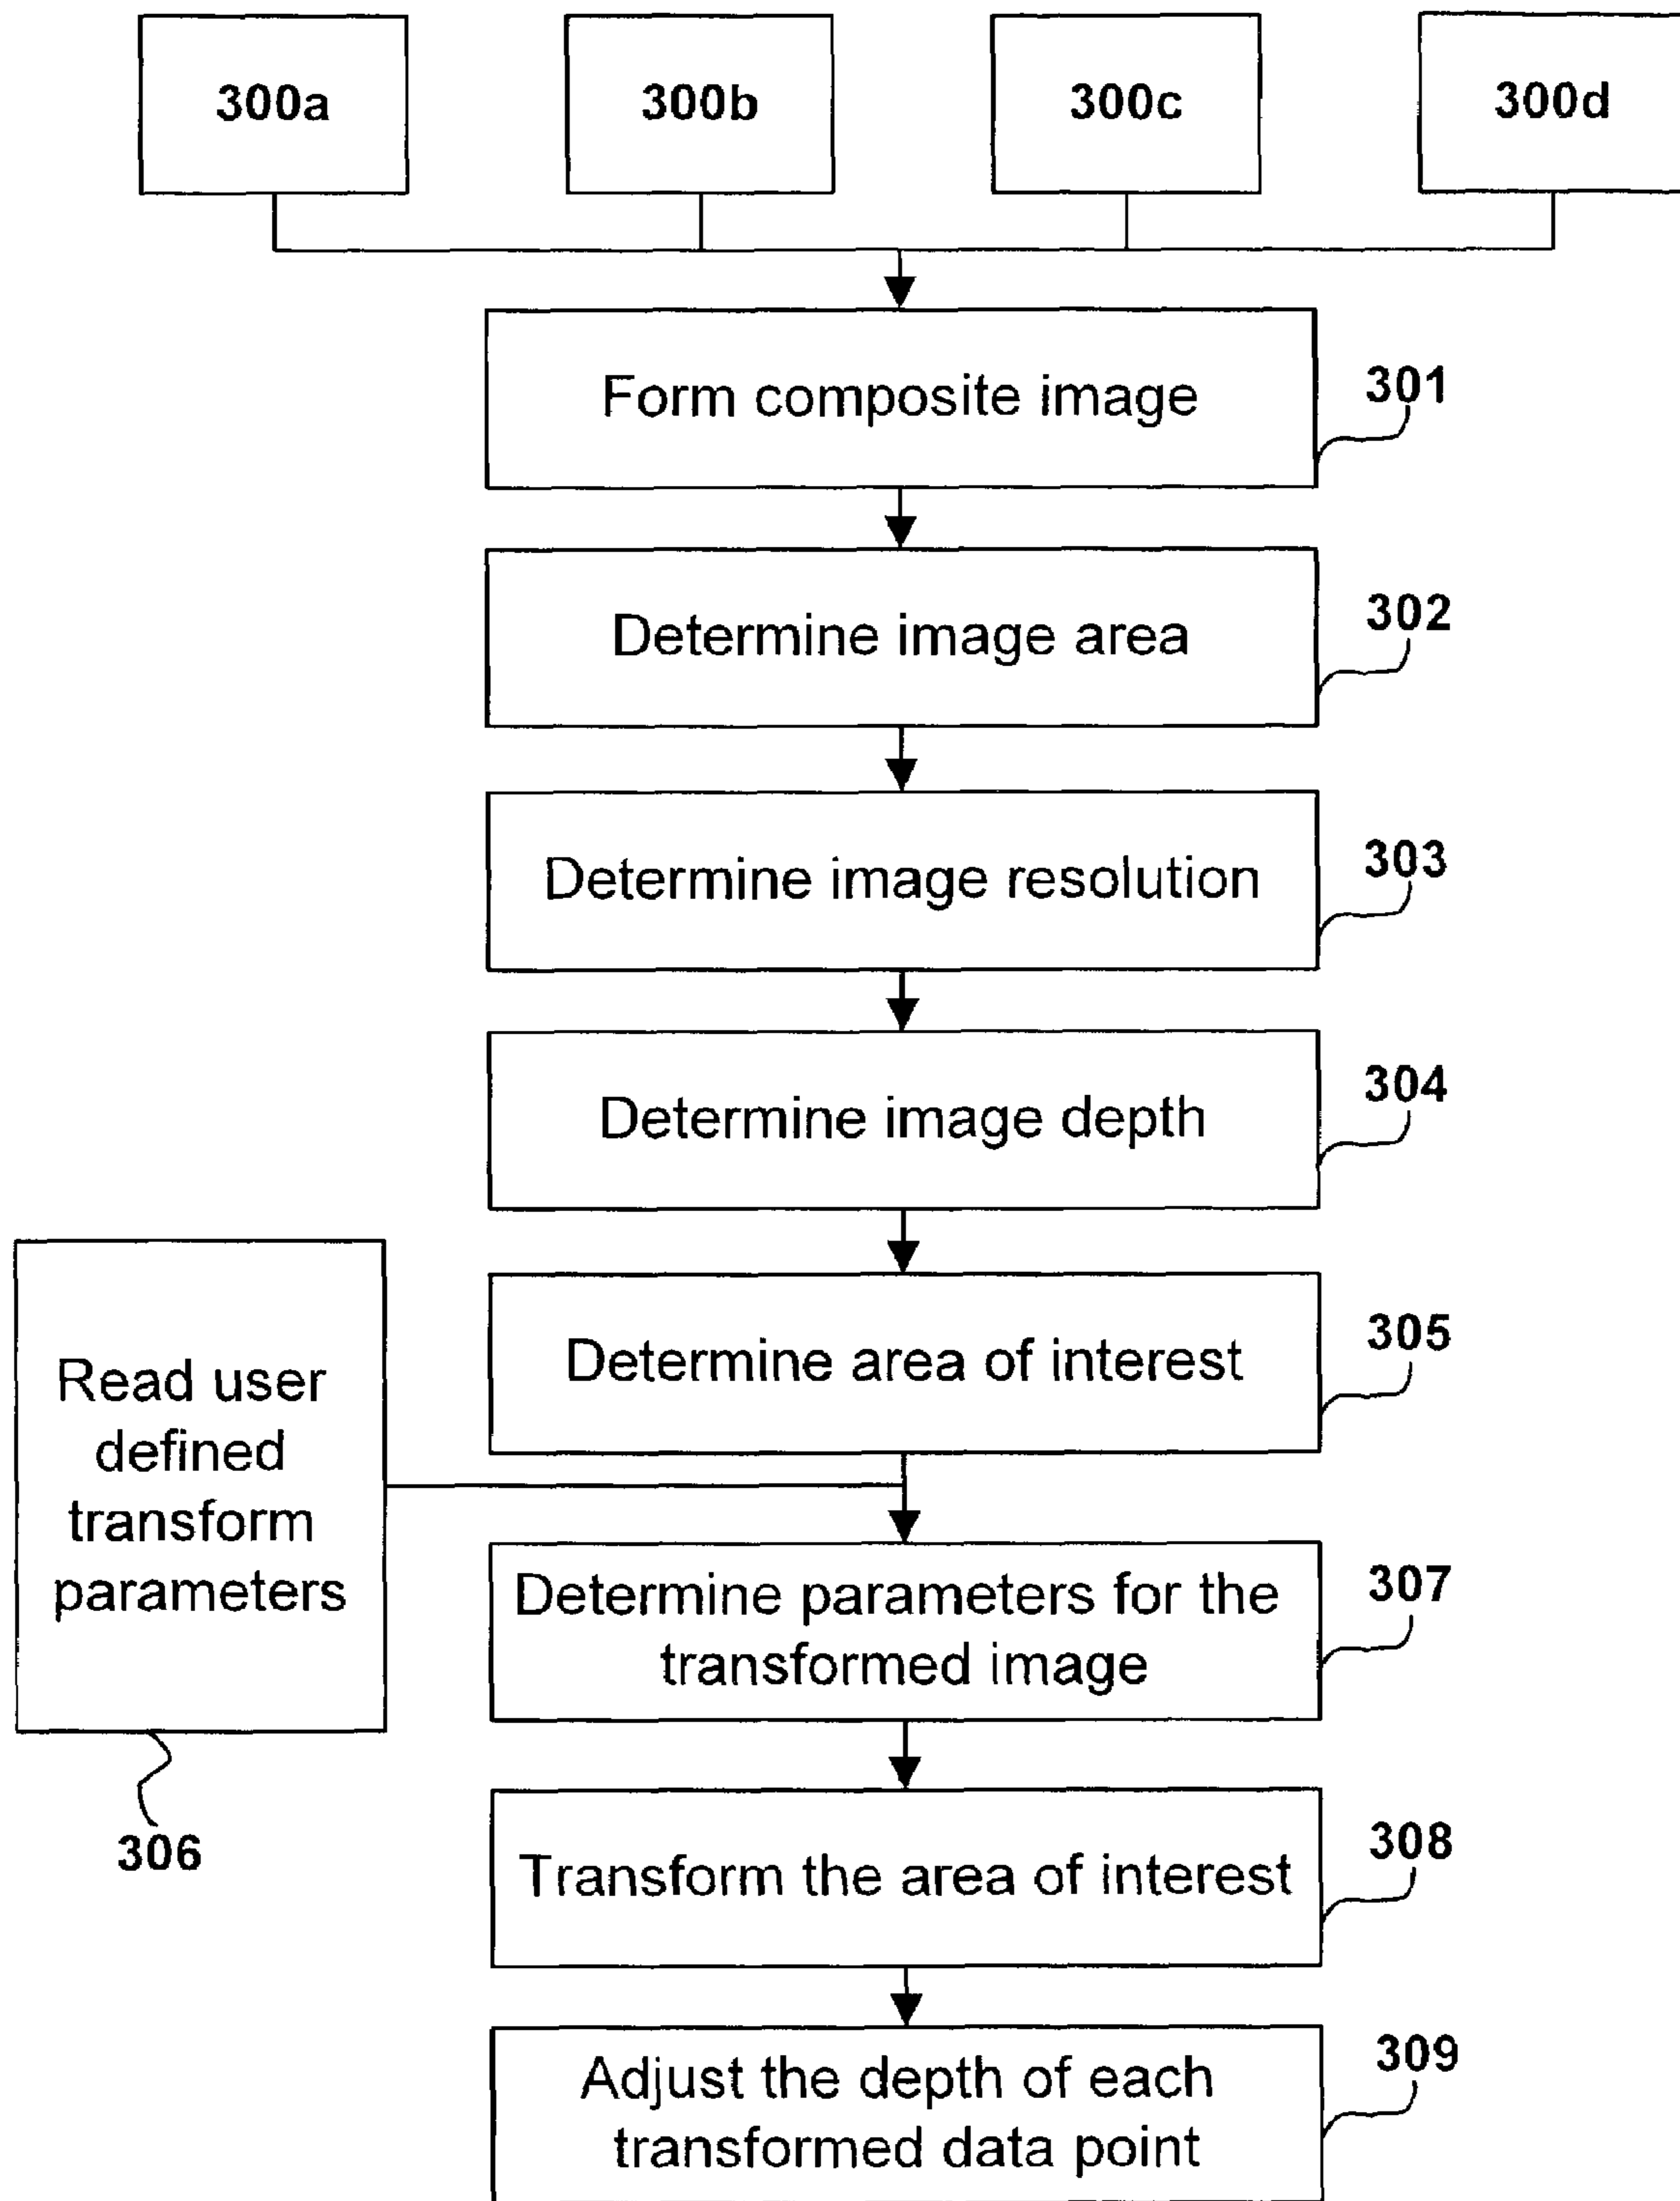 300a
300b
300c
300d
Form composite image
301
Determine image area
302
Determine image resolution
303
Determine image depth
304
Determine area of interest
305
Read user
defined
transform
parameters
306
Determine parameters for the
transformed image
307
Transform the area of interest
308
Adjust the depth of each
transformed data point
309